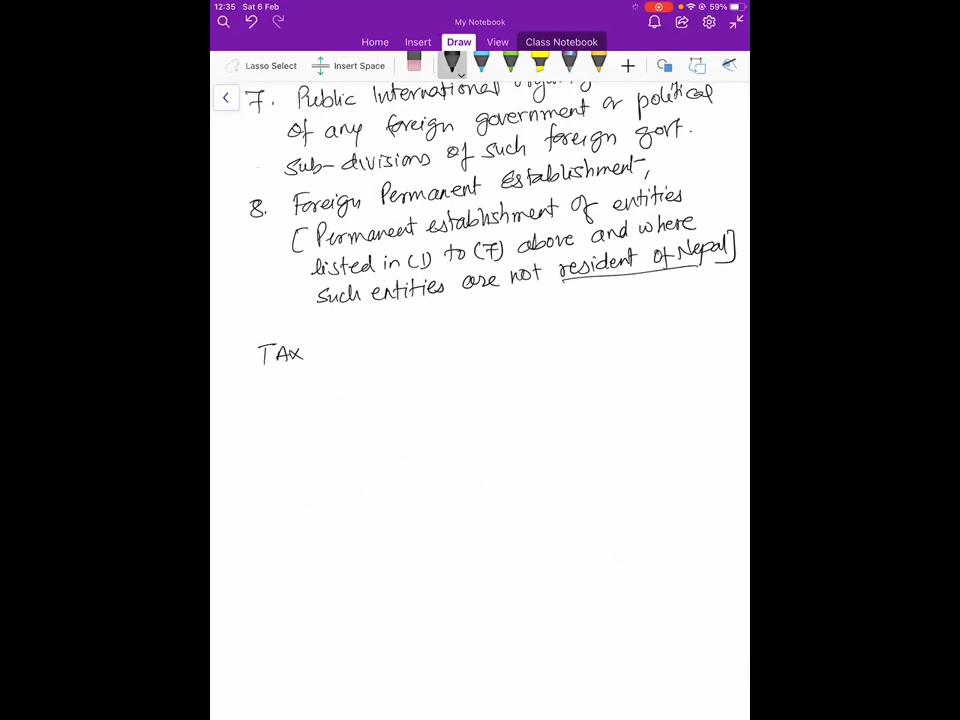 12:35 Sat 6 Feb
59%
My Notebook
Home Insert Draw View Class Notebook
Lasso Select Insert Space
7. Public International
of any foreign government or political
sub-divisions of such foreign govt.
8. Foreign Permanent Establishment,
[Permanent establishment of entities
listed in (1) to (7) above and where
such entities are not resident of Nepal]
TAX